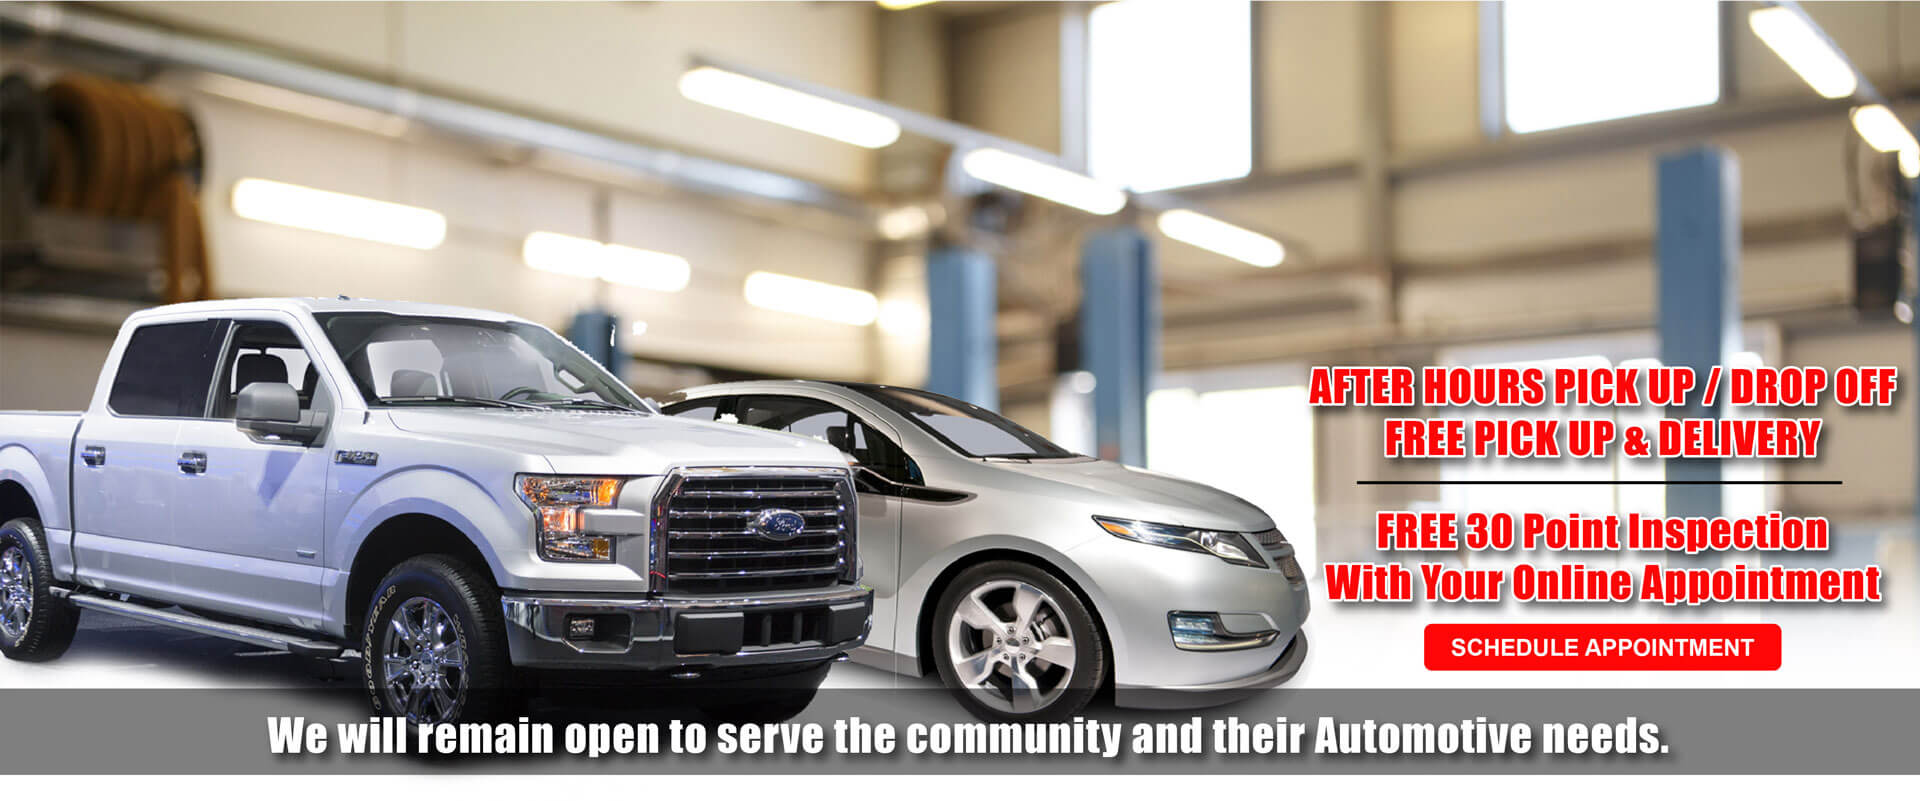 AFTER HOURS PICK UP / DROP OFF
FREE PICK UP & DELIVERY
FREE 30 Point Inspection
With Your Online Appointment
SCHEDULE APPOINTMENT
Ford
We will remain open to serve the community and their Automotive needs.